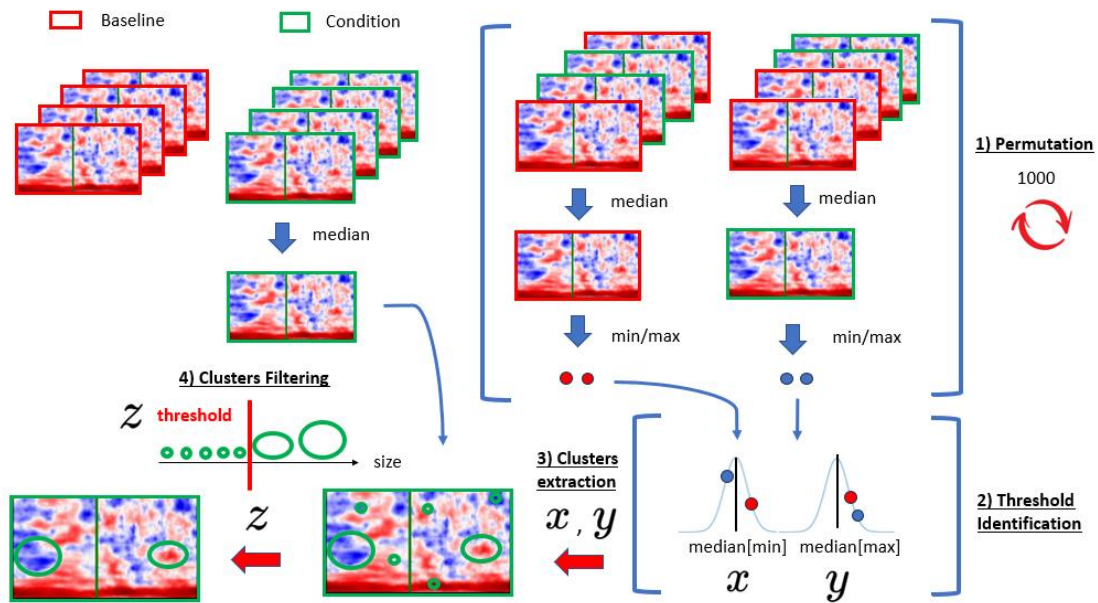 Baseline
Condition
1) Permutation
1000
median
median
median
min/max
min/max
4) Clusters Filtering
z
threshold
size
3) Clusters
extraction
x , y
z
median[min]
median[max]
x
y
2) Threshold
Identification